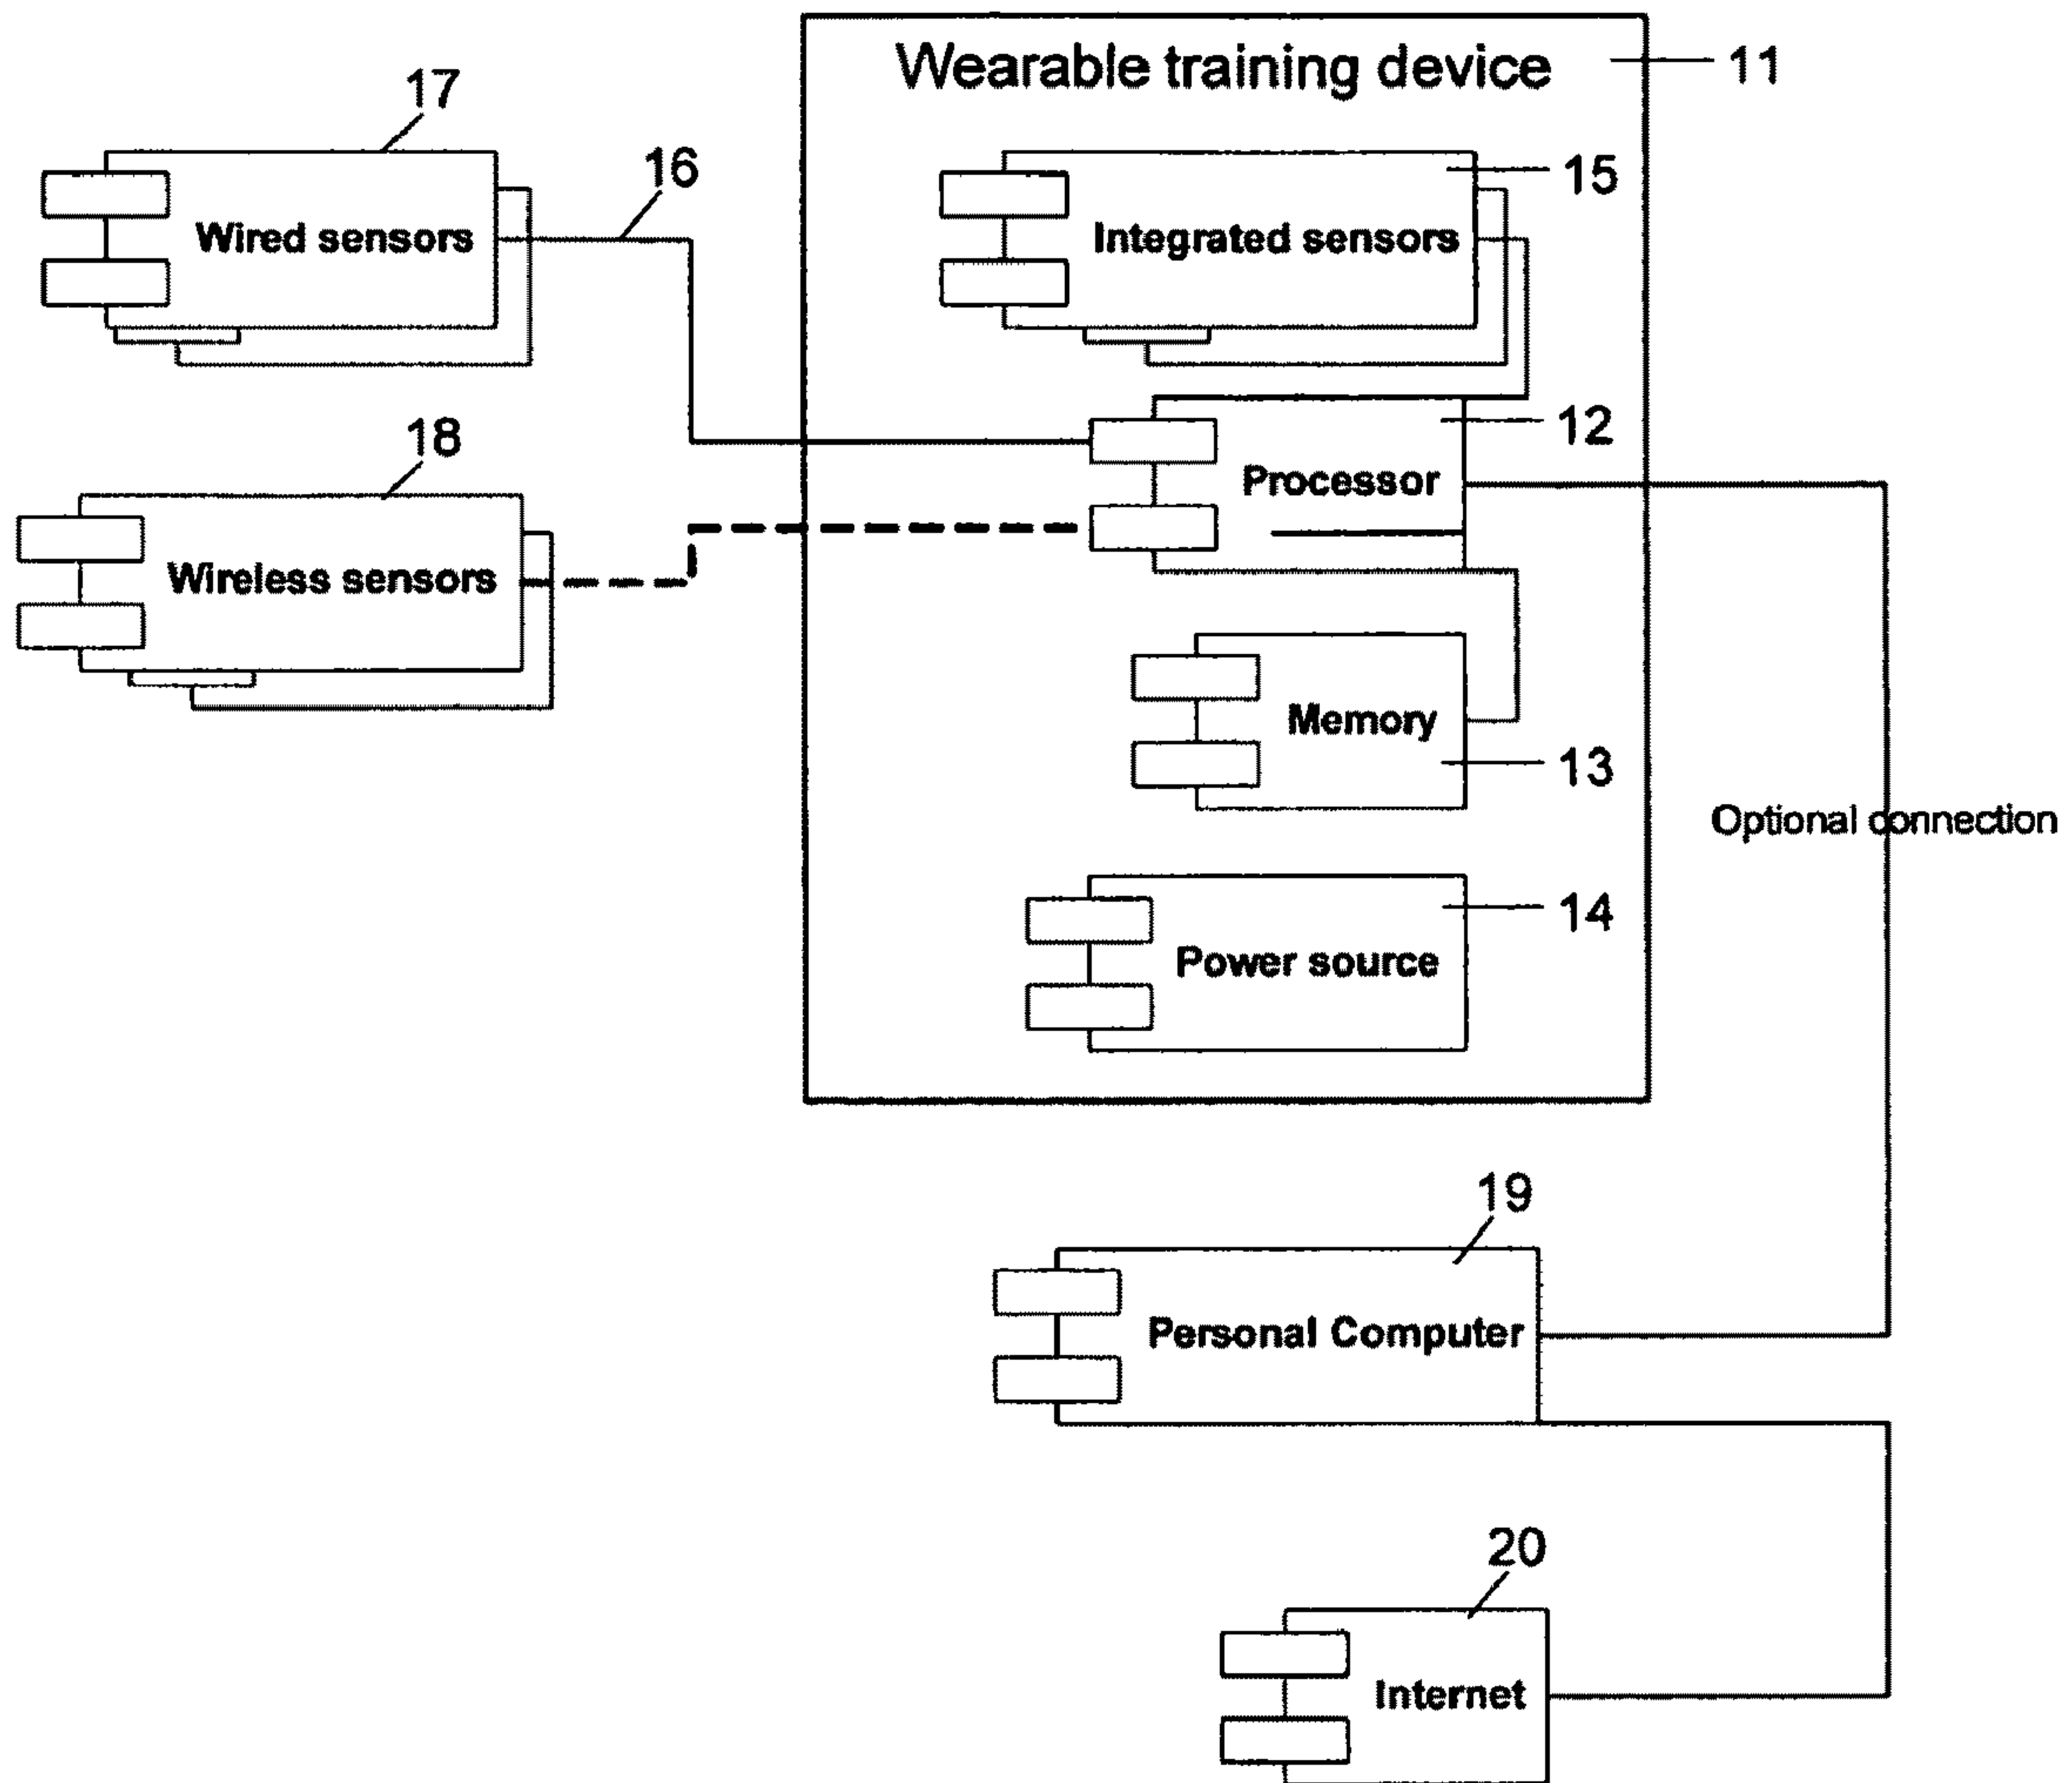 Wearable training device
11
17
16
15
Wired sensors
Integrated sensors
18
12
Processor
Wireless sensors
Memory
13
Optional connection
14
Power source
19
Personal Computer
20
Internet